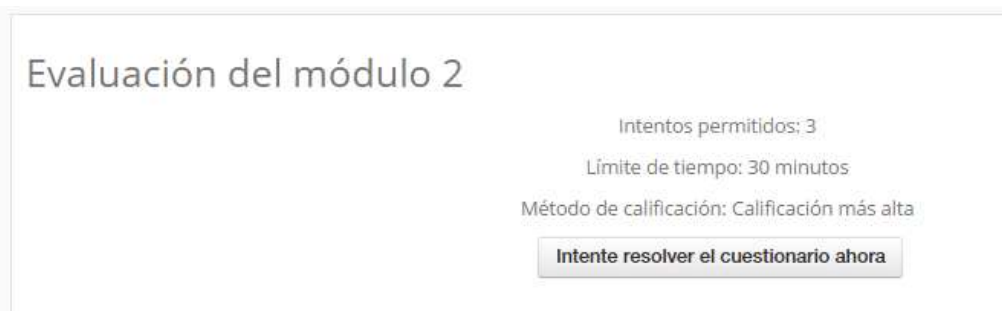 Evaluación del módulo 2
Intentos permitidos: 3
Límite de tiempo: 30 minutos
Método de calificación: Calificación más alta
Intente resolver el cuestionario ahora